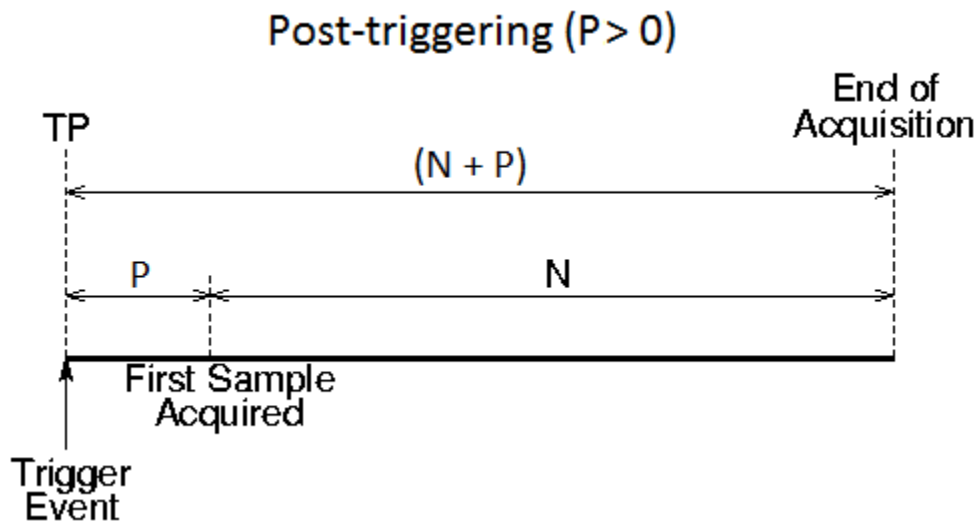 Post-triggering (P > 0)
TP
End of
Acquisition
(N + P)
P
N
First Sample
Acquired
Trigger
Event